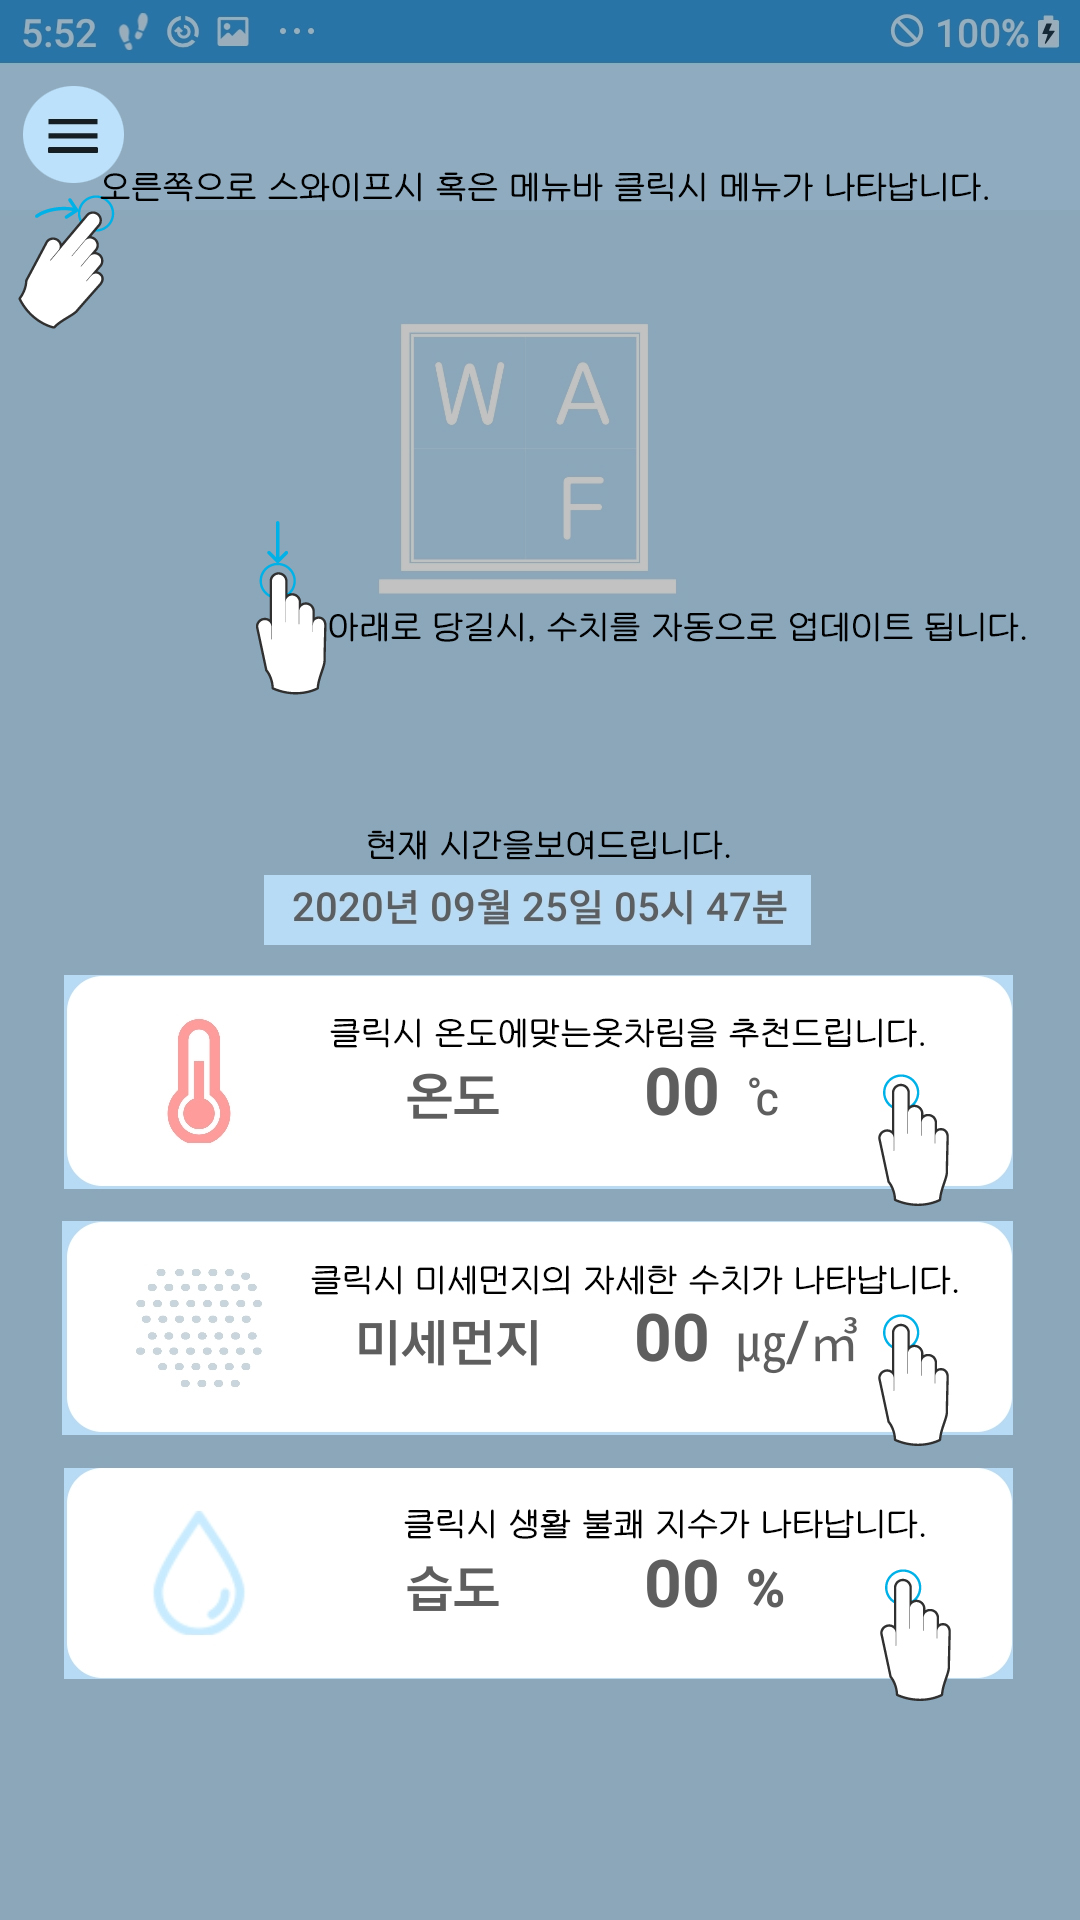 5:52
100%
오른쪽으로 스와이프시 혹은 메뉴바 클릭시 메뉴가 나타납니다.
W A
F
아래로 당길시, 수치를 자동으로 업데이트 됩니다.
현재 시간을보여드립니다.
2020년 09월 25일 05시 47분
클릭시 온도에맞는옷차림을 추천드립니다.
온도 00 ℃
클릭시 미세먼지의 자세한 수치가 나타납니다.
미세먼지 00 μg/㎥
클릭시 생활 불쾌 지수가 나타납니다.
습도 00 %